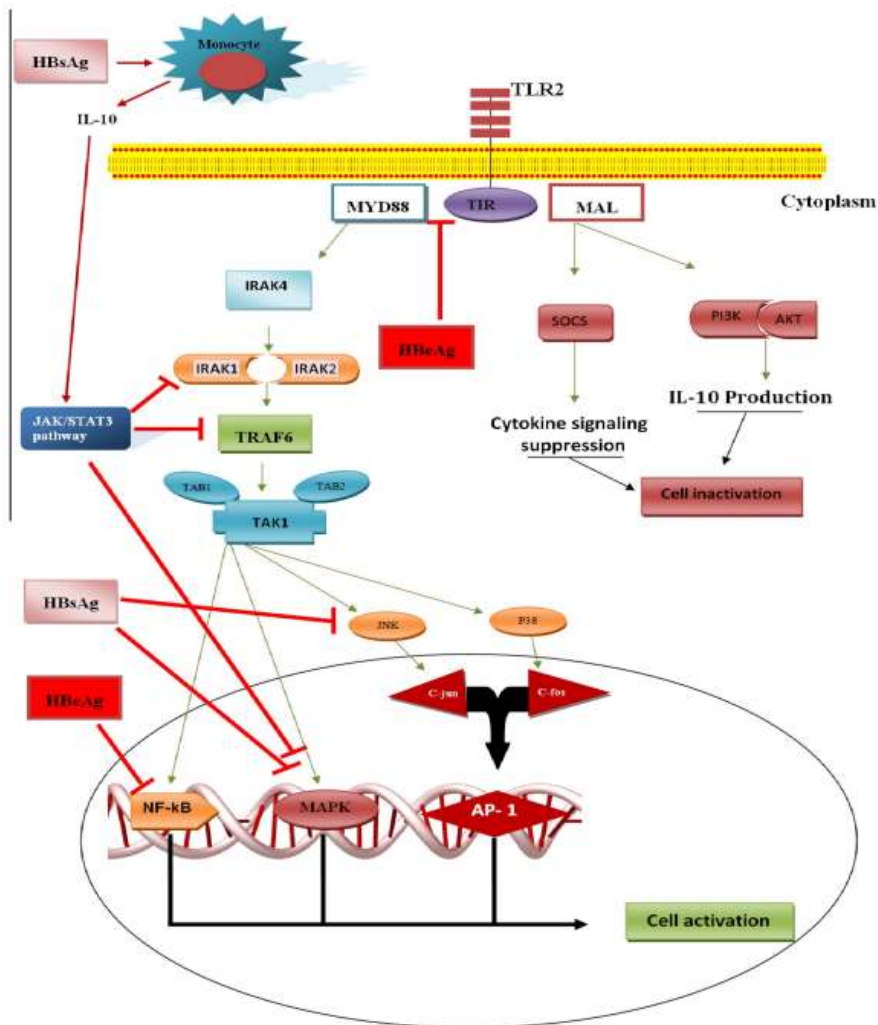 Monocyte
HBsAg
TLR2
IL-10
Cytoplasm
MYD88
TIR
MAL
IRAK4
SOCS
PI3K
AKT
HBeAg
IRAK1
IRAK2
IL-10 Production
JAK/STAT3
pathway
TRAF6
Cytokine signaling
suppression
TAB1
TAB2
Cell inactivation
TAK1
HBsAg
JNK
P38
HBeAg
C-jun
C-fos
NF-kB
MAPK
AP- 1
Cell activation